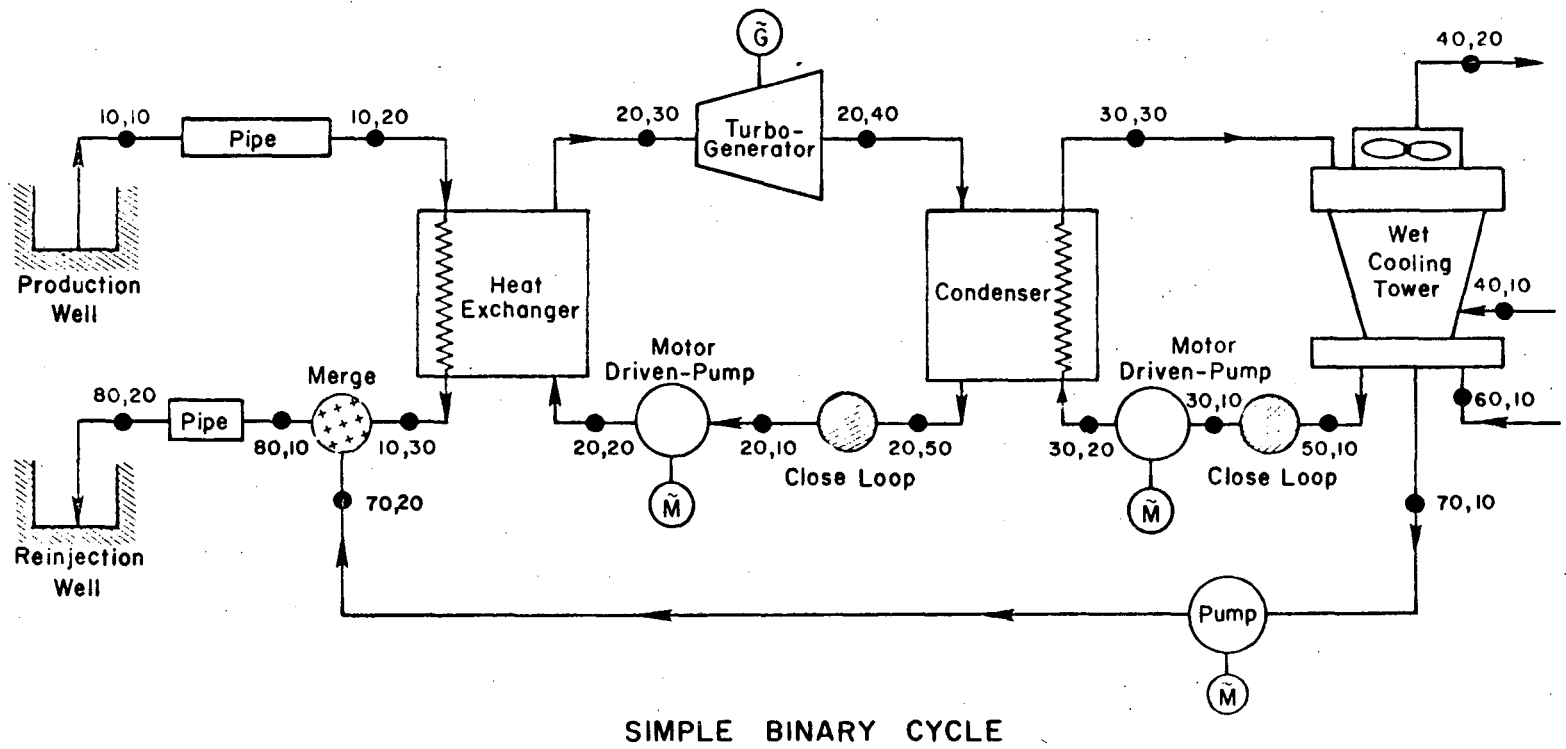 G̃
40,20
10,10
Pipe
10,20
20,30
Turbo-
Generator
20,40
30,30
Production
Well
Heat
Exchanger
Condenser
Wet
Cooling
Tower
40,10
80,20
Pipe
80,10
Merge
10,30
Motor
Driven-Pump
20,20
20,10
20,50
Close Loop
Motor
Driven-Pump
30,20
30,10
50,10
Close Loop
60,10
M̃
M̃
70,20
70,10
Reinjection
Well
Pump
M̃
SIMPLE BINARY CYCLE